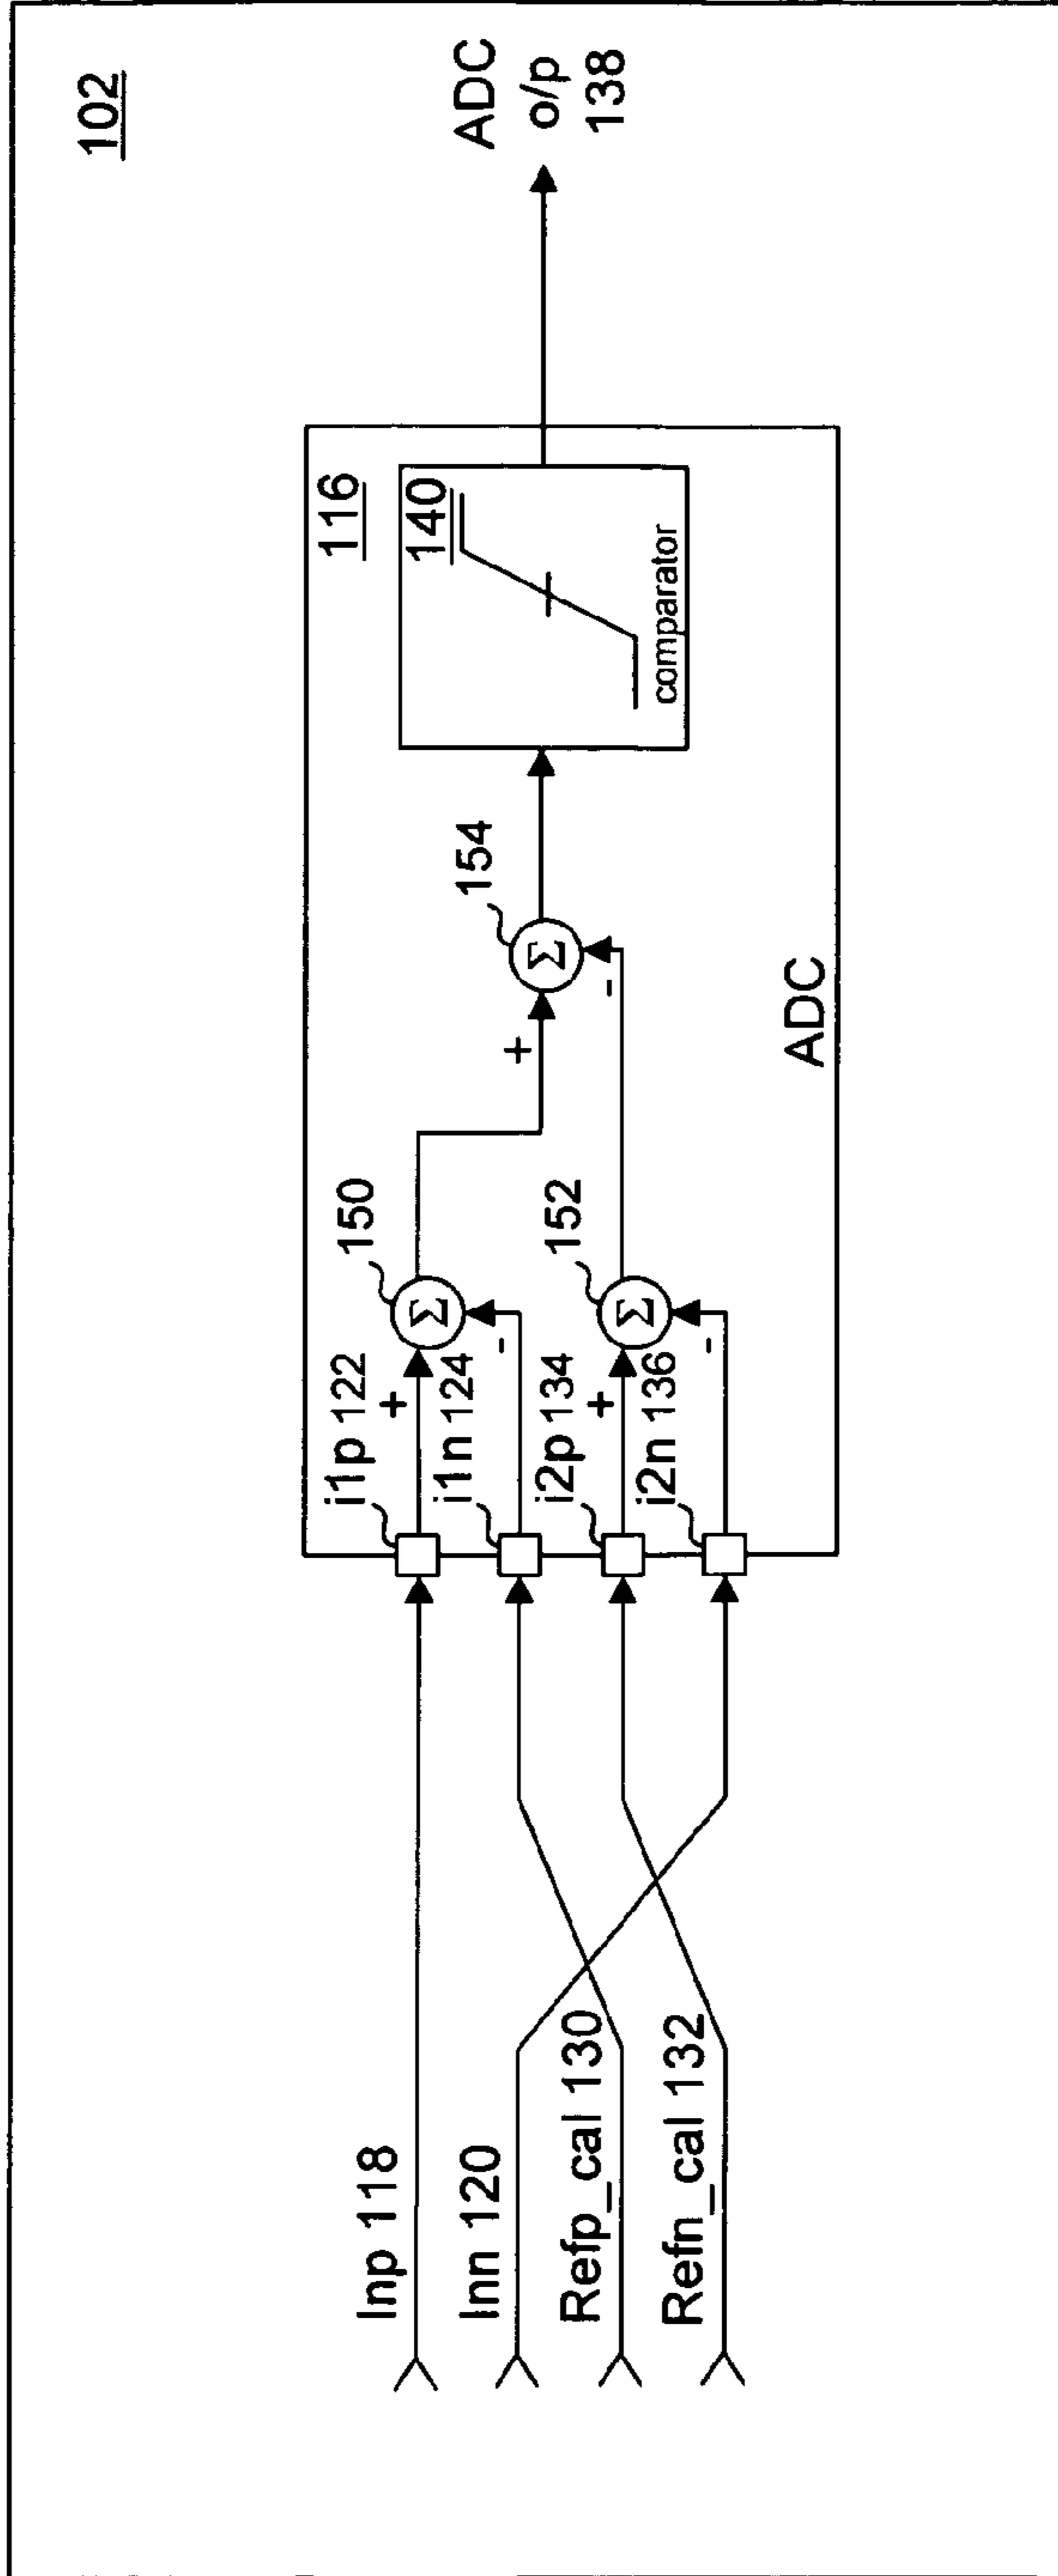 102
Inp 118
Inn 120
Refp_cal 130
Refn_cal 132
i1p 122
i1n 124
i2p 134
i2n 136
+
-
+
-
Σ
Σ
150
152
+
-
Σ
154
116
140
comparator
ADC
ADC
o/p
138